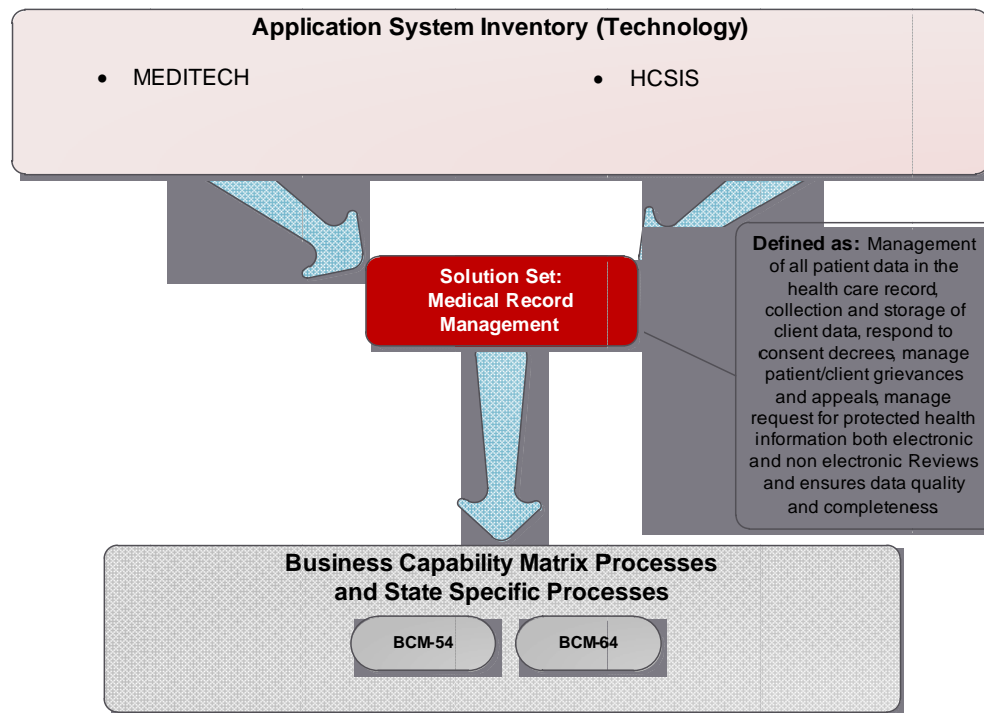 Application System Inventory (Technology)
• MEDITECH
• HCSIS
Solution Set:
Medical Record
Management
Defined as: Management
of all patient data in the
health care record,
collection and storage of
client data, respond to
consent decrees, manage
patient/client grievances
and appeals, manage
request for protected health
information both electronic
and non electronic. Reviews
and ensures data quality
and completeness
Business Capability Matrix Processes
and State Specific Processes
BCM-54
BCM-64